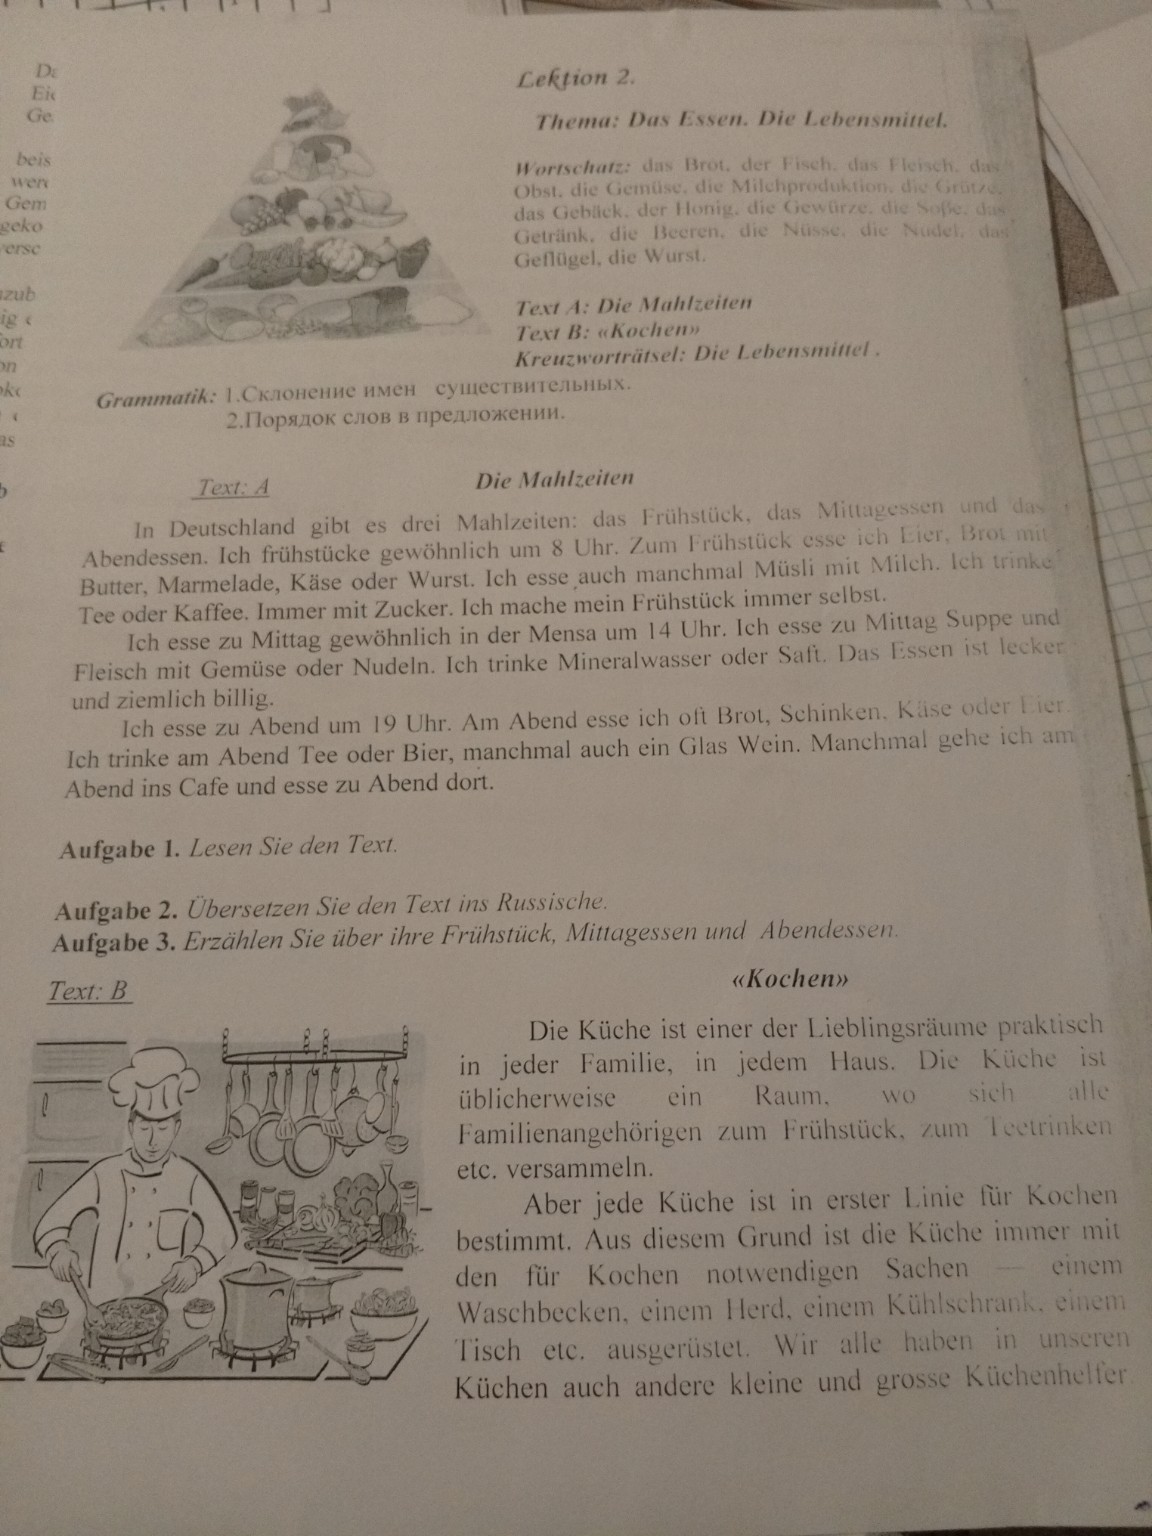 Da
Eic
Ge
beis
were
Gem
geko
verse
zub
ig
fort
on
as
Lektion 2.
Thema: Das Essen. Die Lebensmittel.
Wortschatz: das Brot, der Fisch, das Fleisch, das
Obst, die Gemüse, die Milchproduktion, die Grütze,
das Gebäck, der Honig, die Gewürze, die Soße, das
Getränk, die Beeren, die Nüsse, die Nudel, das
Geflügel, die Wurst.
Text A: Die Mahlzeiten
Text B: «Kochen»
Kreuzworträtsel: Die Lebensmittel .
Grammatik: 1.Склонение имен существительных.
2.Порядок слов в предложении.
Text: A Die Mahlzeiten
In Deutschland gibt es drei Mahlzeiten: das Frühstück, das Mittagessen und das
Abendessen. Ich frühstücke gewöhnlich um 8 Uhr. Zum Frühstück esse ich Eier, Brot mit
Butter, Marmelade, Käse oder Wurst. Ich esse auch manchmal Müsli mit Milch. Ich trinke
Tee oder Kaffee. Immer mit Zucker. Ich mache mein Frühstück immer selbst.
Ich esse zu Mittag gewöhnlich in der Mensa um 14 Uhr. Ich esse zu Mittag Suppe und
Fleisch mit Gemüse oder Nudeln. Ich trinke Mineralwasser oder Saft. Das Essen ist lecker
und ziemlich billig.
Ich esse zu Abend um 19 Uhr. Am Abend esse ich oft Brot, Schinken, Käse oder Eier.
Ich trinke am Abend Tee oder Bier, manchmal auch ein Glas Wein. Manchmal gehe ich am
Abend ins Cafe und esse zu Abend dort.
Aufgabe 1. Lesen Sie den Text.
Aufgabe 2. Übersetzen Sie den Text ins Russische.
Aufgabe 3. Erzählen Sie über ihre Frühstück, Mittagessen und Abendessen.
Text: B «Kochen»
Die Küche ist einer der Lieblingsräume praktisch
in jeder Familie, in jedem Haus. Die Küche ist
üblicherweise ein Raum, wo sich alle
Familienangehörigen zum Frühstück, zum Teetrinken
etc. versammeln.
Aber jede Küche ist in erster Linie für Kochen
bestimmt. Aus diesem Grund ist die Küche immer mit
den für Kochen notwendigen Sachen — einem
Waschbecken, einem Herd, einem Kühlschrank, einem
Tisch etc. ausgerüstet. Wir alle haben in unseren
Küchen auch andere kleine und grosse Küchenhelfer.